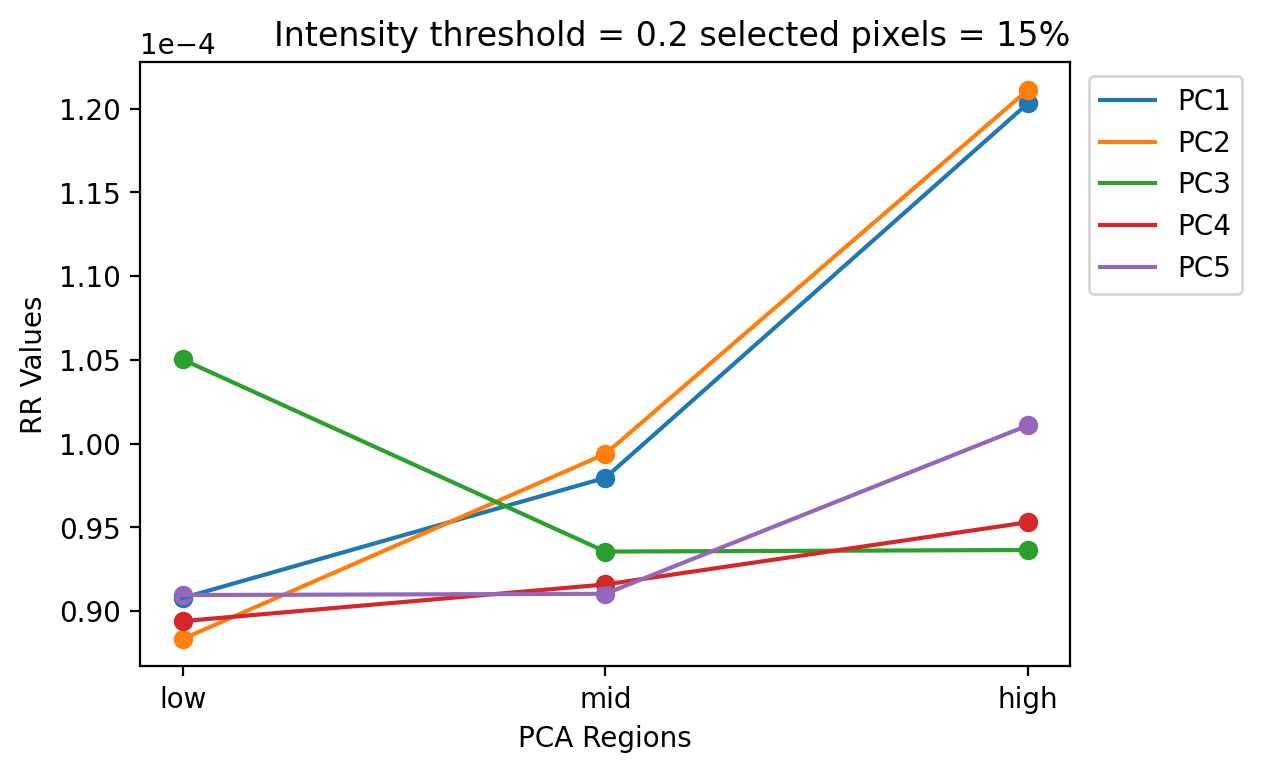 Intensity threshold = 0.2 selected pixels = 15%
1e−4
1.20
1.15
1.10
1.05
1.00
0.95
0.90
RR Values
low mid high
PCA Regions
PC1
PC2
PC3
PC4
PC5